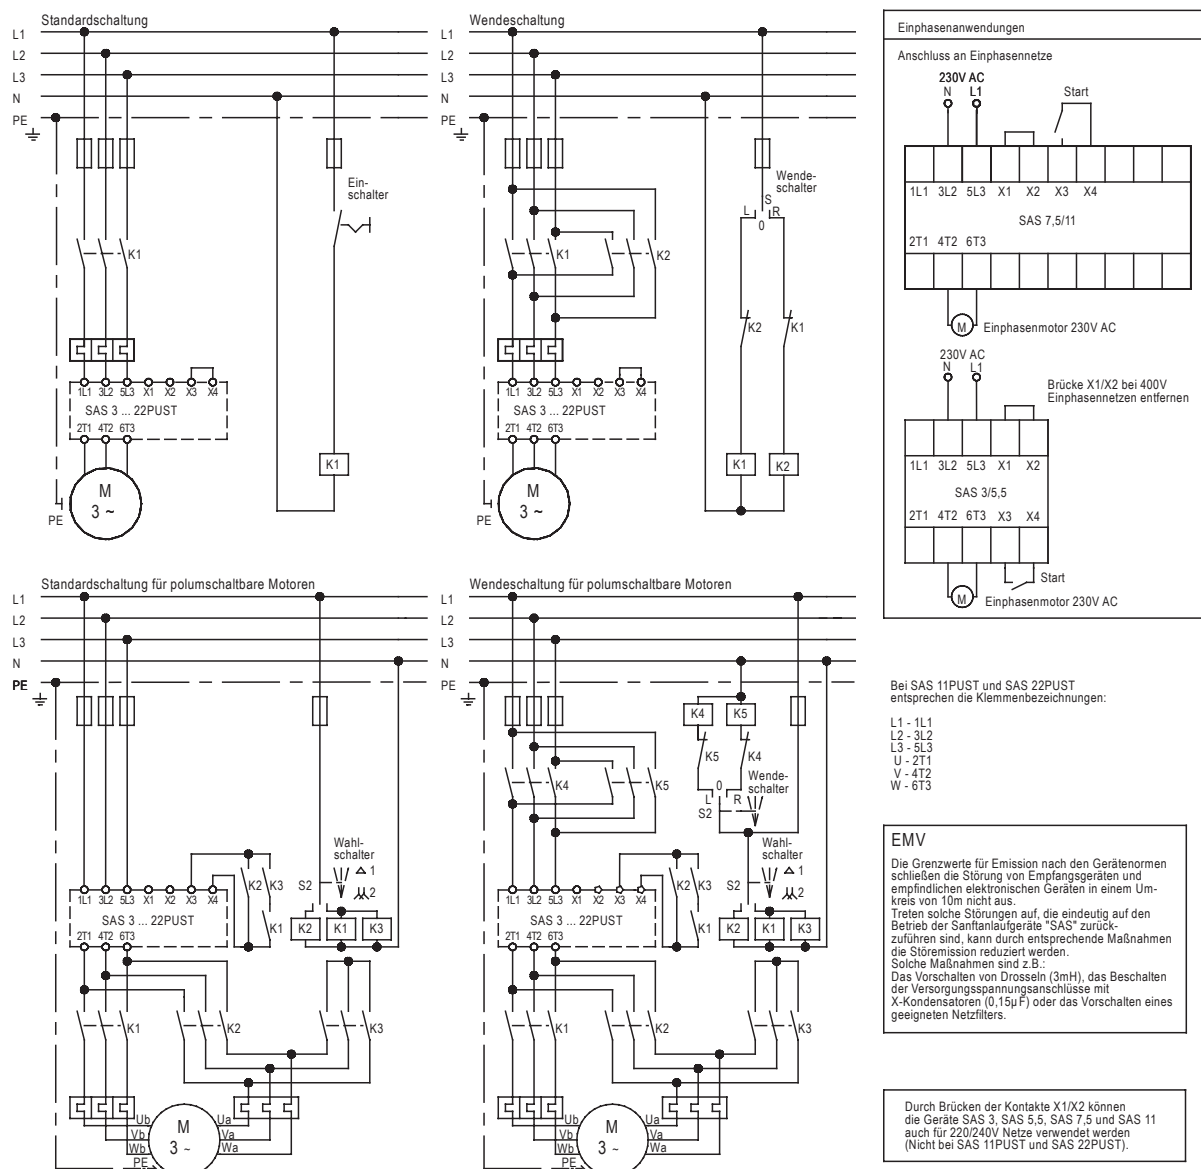 Standardschaltung
L1
L2
L3
N
PE
Ein-
schalter
K1
1L1 3L2 5L3 X1 X2 X3 X4
SAS 3 ... 22PUST
2T1 4T2 6T3
K1
M
3 ~
PE
Wendeschaltung
L1
L2
L3
N
PE
Wende-
schalter
S
L R
0
K1 K2
K2 K1
1L1 3L2 5L3 X1 X2 X3 X4
SAS 3 ... 22PUST
2T1 4T2 6T3
K1 K2
M
3 ~
PE
Einphasenanwendungen
Anschluss an Einphasennetze
230V AC
N L1
Start
1L1 3L2 5L3 X1 X2 X3 X4
SAS 7,5/11
2T1 4T2 6T3
M
Einphasenmotor 230V AC
230V AC
N L1
Brücke X1/X2 bei 400V
Einphasennetzen entfernen
1L1 3L2 5L3 X1 X2
SAS 3/5,5
2T1 4T2 6T3 X3 X4
Start
M
Einphasenmotor 230V AC
Standardschaltung für polumschaltbare Motoren
L1
L2
L3
N
PE
Wahl-
schalter
1
S2
2
K2 K3
K1
1L1 3L2 5L3 X1 X2 X3 X4
SAS 3 ... 22PUST
2T1 4T2 6T3
K2 K1 K3
K1 K2 K3
Ub Ua
Vb Va
Wb Wa
M
3 ~
PE
Wendeschaltung für polumschaltbare Motoren
L1
L2
L3
N
PE
K4 K5
K5 K4
K4 K5
Wende-
schalter
0
L R
S2
Wahl-
schalter
1
S2
2
K2 K3
K1
1L1 3L2 5L3 X1 X2 X3 X4
SAS 3 ... 22PUST
2T1 4T2 6T3
K2 K1 K3
K1 K2 K3
Ub Ua
Vb Va
Wb Wa
M
3 ~
PE
Bei SAS 11PUST und SAS 22PUST
entsprechen die Klemmenbezeichnungen:
L1 - 1L1
L2 - 3L2
L3 - 5L3
U - 2T1
V - 4T2
W - 6T3
EMV
Die Grenzwerte für Emission nach den Gerätenormen
schließen die Störung von Empfangsgeräten und
empfindlichen elektronischen Geräten in einem Um-
kreis von 10m nicht aus.
Treten solche Störungen auf, die eindeutig auf den
Betrieb der Sanftanlaufgeräte "SAS" zurück-
zuführen sind, kann durch entsprechende Maßnahmen
die Störemission reduziert werden.
Solche Maßnahmen sind z.B.:
Das Vorschalten von Drosseln (3mH), das Beschalten
der Versorgungsspannungsanschlüsse mit
X-Kondensatoren (0,15µF) oder das Vorschalten eines
geeigneten Netzfilters.
Durch Brücken der Kontakte X1/X2 können
die Geräte SAS 3, SAS 5,5, SAS 7,5 und SAS 11
auch für 220/240V Netze verwendet werden
(Nicht bei SAS 11PUST und SAS 22PUST).